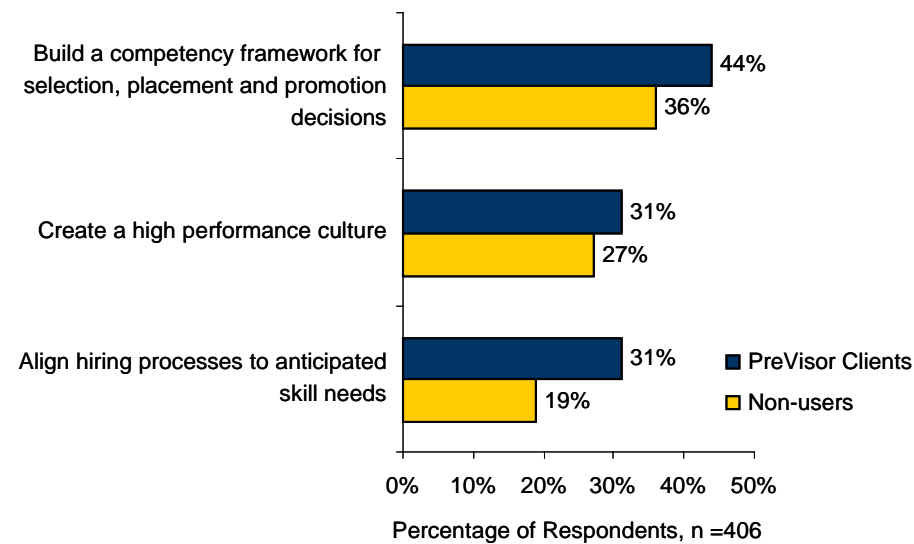 Build a competency framework for
selection, placement and promotion
decisions
44%
36%
Create a high performance culture
31%
27%
Align hiring processes to anticipated
skill needs
31%
19%
PreVisor Clients
Non-users
0% 10% 20% 30% 40% 50%
Percentage of Respondents, n =406